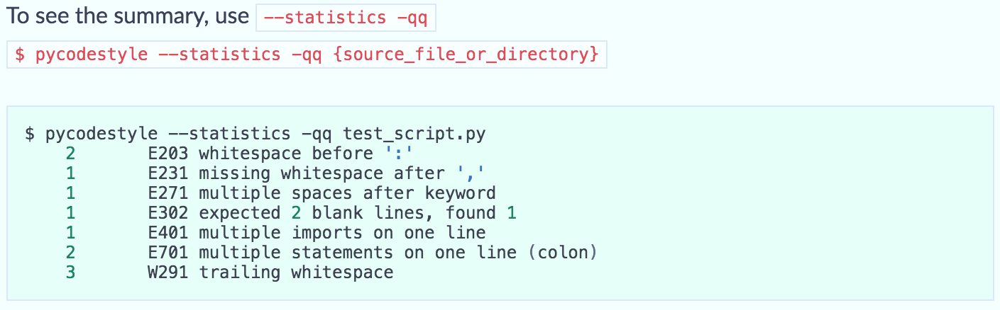 To see the summary, use --statistics -qq
$ pycodestyle --statistics -qq {source_file_or_directory}
$ pycodestyle --statistics -qq test_script.py
2 E203 whitespace before ':'
1 E231 missing whitespace after ','
1 E271 multiple spaces after keyword
1 E302 expected 2 blank lines, found 1
1 E401 multiple imports on one line
2 E701 multiple statements on one line (colon)
3 W291 trailing whitespace